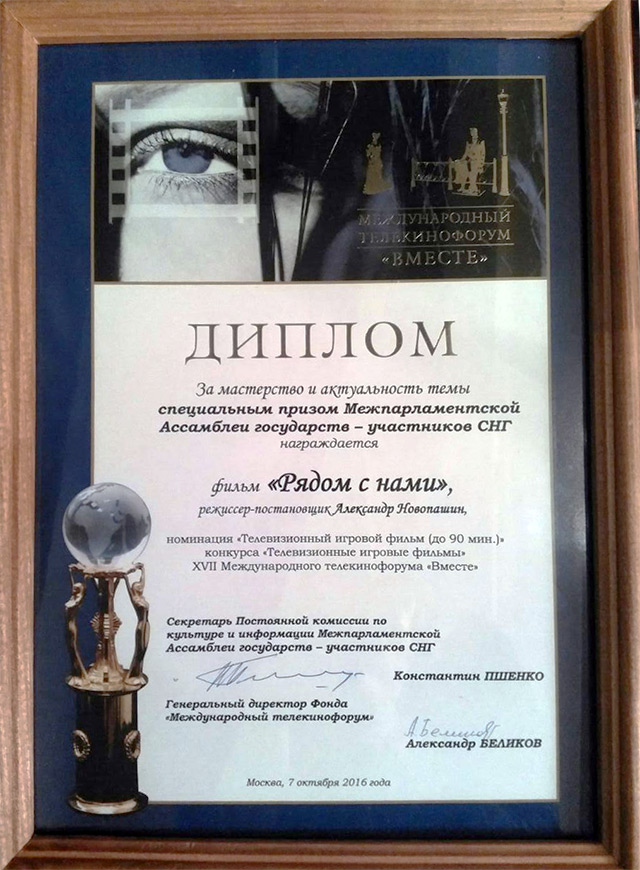 МЕЖДУНАРОДНЫЙ
ТЕЛЕКИНОФОРУМ
«ВМЕСТЕ»
ДИПЛОМ
За мастерство и актуальность темы
специальным призом Межпарламентской
Ассамблеи государств – участников СНГ
награждается
фильм «Рядом с нами»,
режиссер-постановщик Александр Новопашин,
номинация «Телевизионный игровой фильм (до 90 мин.)»
конкурса «Телевизионные игровые фильмы»
XVII Международного телекинофорума «Вместе»
Секретарь Постоянной комиссии по
культуре и информации Межпарламентской
Ассамблеи государств – участников СНГ
Константин ПШЕНКО
Генеральный директор Фонда
«Международный телекинофорум»
А.Беликов
Александр БЕЛИКОВ
Москва, 7 октября 2016 года